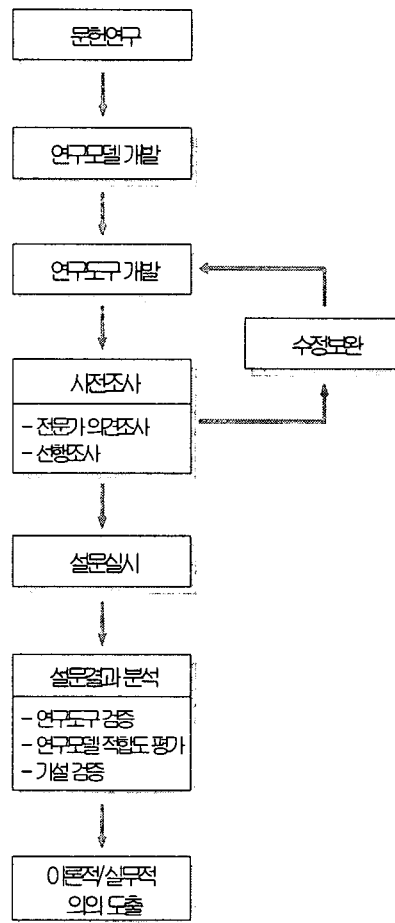 문헌연구
연구모델 개발
연구도구 개발
수정보완
사전조사
- 전문가 의견조사
- 선행조사
설문실시
설문결과 분석
- 연구도구 검증
- 연구모델 적합도 평가
- 가설 검증
이론적/실무적
의의 도출